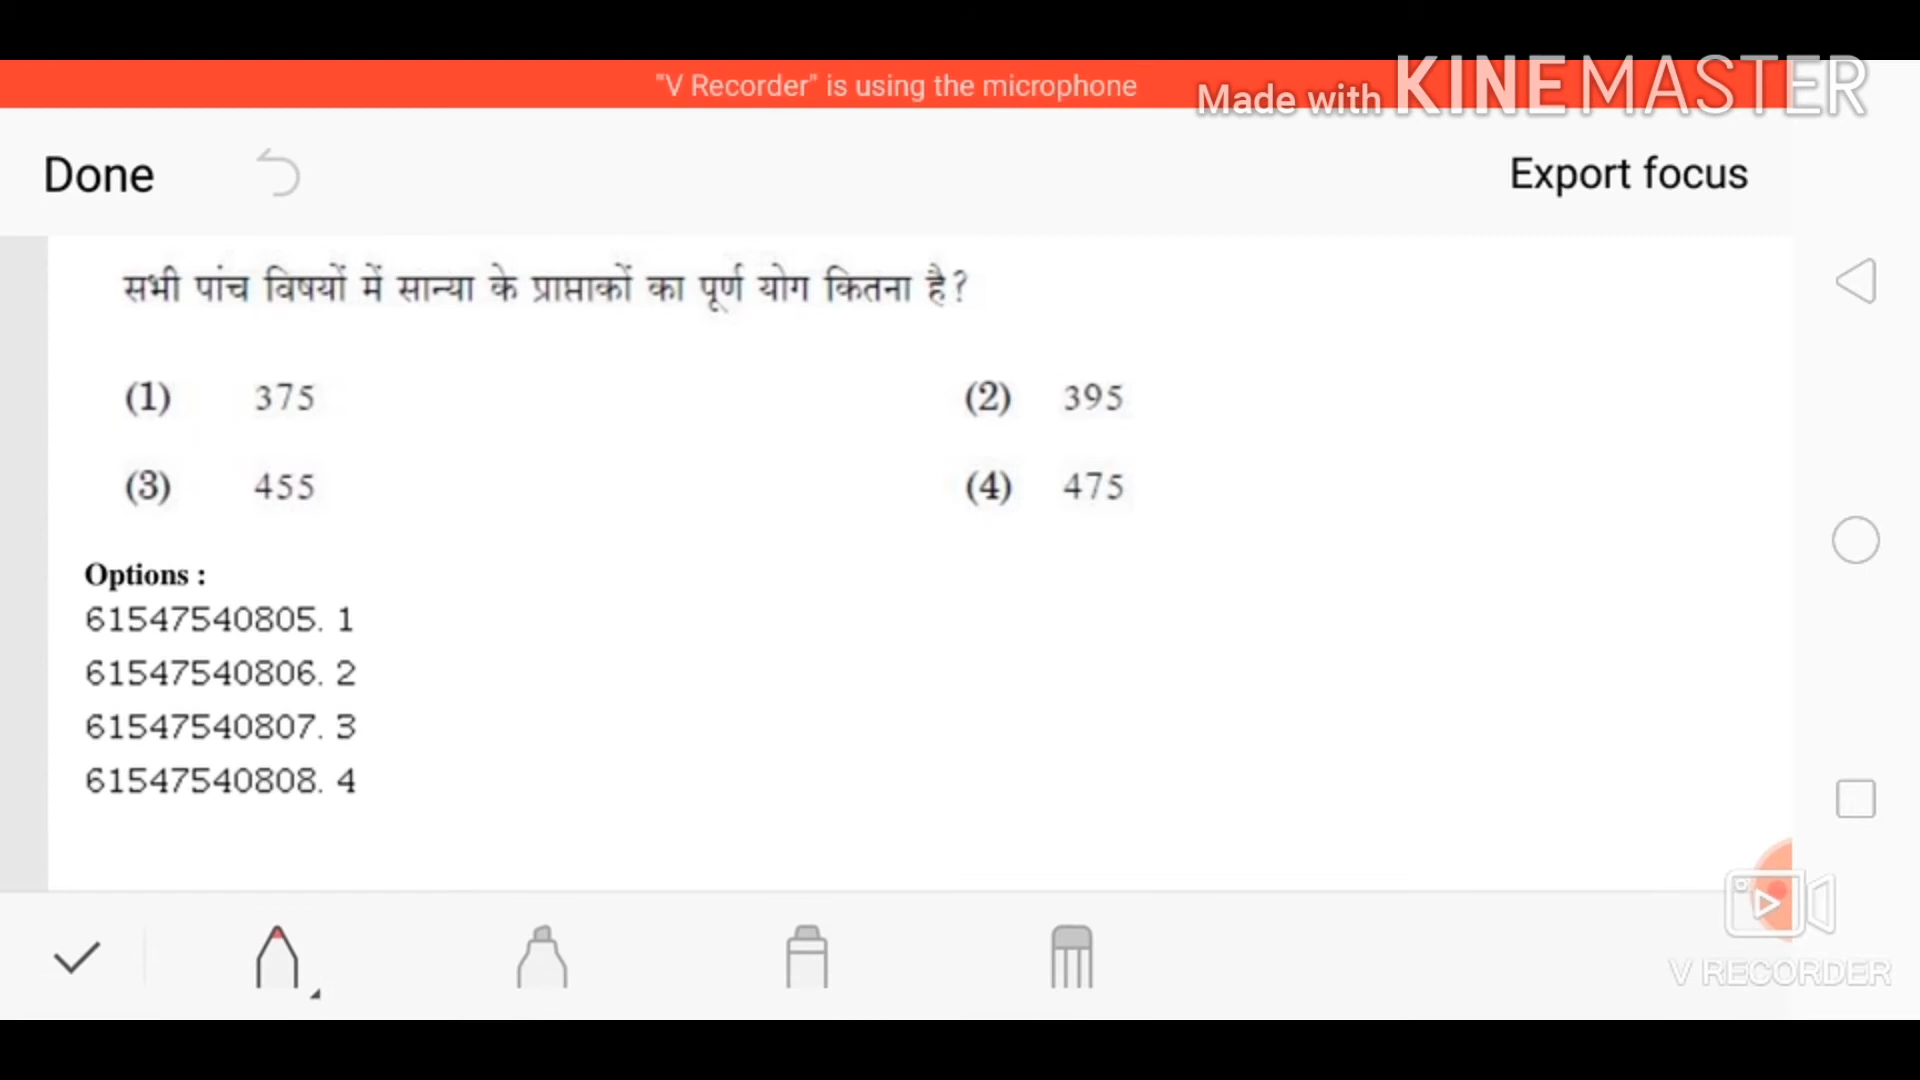 "V Recorder" is using the microphone
Made with KINEMASTER
Done
Export focus
सभी पांच विषयों में सान्या के प्राप्ताकों का पूर्ण योग कितना है?
(1) 375 (2) 395
(3) 455 (4) 475
Options :
61547540805. 1
61547540806. 2
61547540807. 3
61547540808. 4
V RECORDER